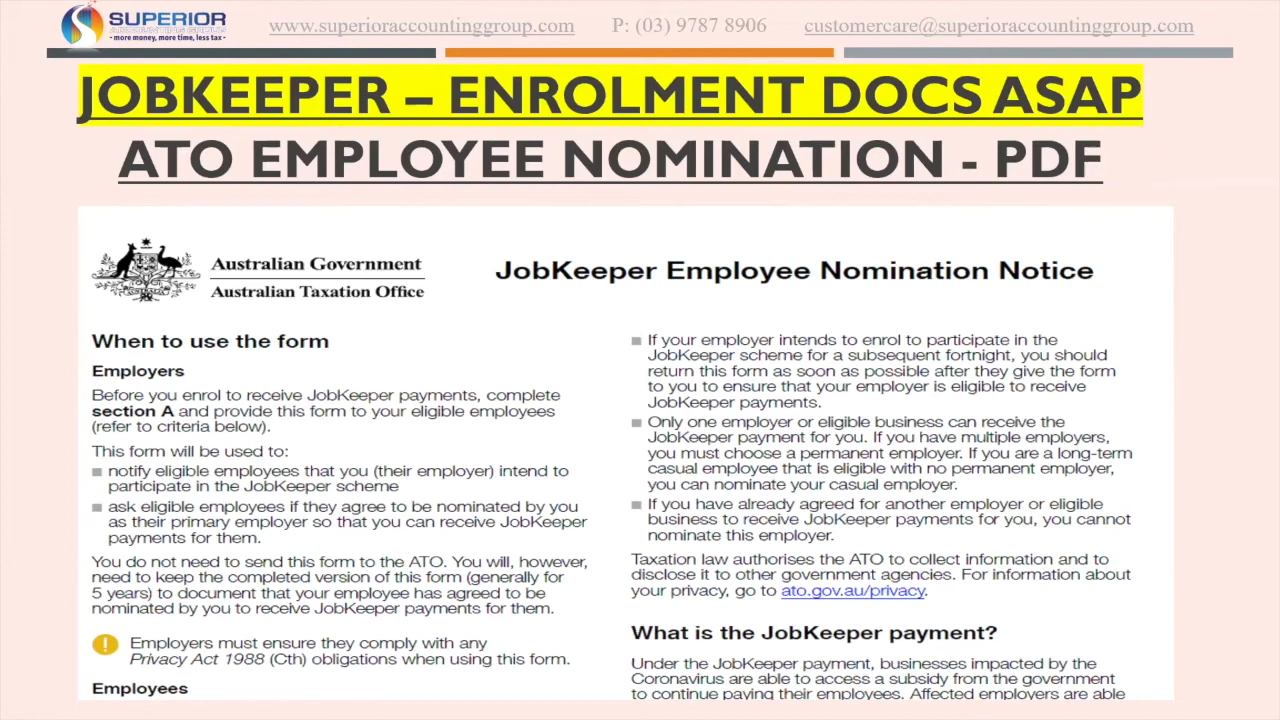 SUPERIOR
ACCOUNTING GROUP
- more money, more time, less tax -
www.superioraccountinggroup.com P: (03) 9787 8906
JOBKEEPER – ENROLMENT DOCS ASAP
ATO EMPLOYEE NOMINATION - PDF
Australian Government
Australian Taxation Office
JobKeeper Employee Nomination Notice
When to use the form
Employers
Before you enrol to receive JobKeeper payments, complete
section A and provide this form to your eligible employees
(refer to criteria below).
This form will be used to:
■ notify eligible employees that you (their employer) intend to
participate in the JobKeeper scheme
■ ask eligible employees if they agree to be nominated by you
as their primary employer so that you can receive JobKeeper
payments for them.
You do not need to send this form to the ATO. You will, however,
need to keep the completed version of this form (generally for
5 years) to document that your employee has agreed to be
nominated by you to receive JobKeeper payments for them.
! Employers must ensure they comply with any
Privacy Act 1988 (Cth) obligations when using this form.
Employees
■ If your employer intends to enrol to participate in the
JobKeeper scheme for a subsequent fortnight, you should
return this form as soon as possible after they give the form
to you to ensure that your employer is eligible to receive
JobKeeper payments.
■ Only one employer or eligible business can receive the
JobKeeper payment for you. If you have multiple employers,
you must choose a permanent employer. If you are a long-term
casual employee that is eligible with no permanent employer,
you can nominate your casual employer.
■ If you have already agreed for another employer or eligible
business to receive JobKeeper payments for you, you cannot
nominate this employer.
Taxation law authorises the ATO to collect information and to
disclose it to other government agencies. For information about
your privacy, go to ato.gov.au/privacy.
What is the JobKeeper payment?
Under the JobKeeper payment, businesses impacted by the
Coronavirus are able to access a subsidy from the government
to continue paying their employees. Affected employers are able